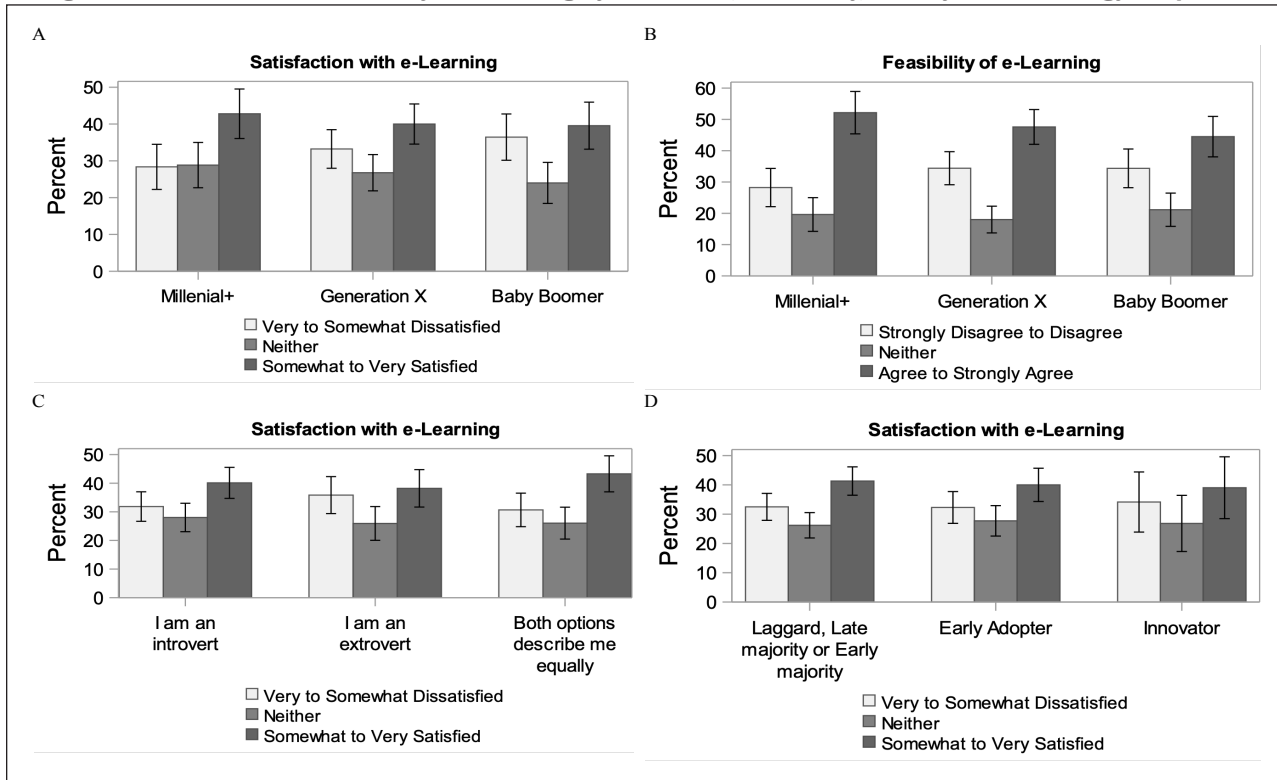 A
Satisfaction with e-Learning
50
40
30
20
10
0
Percent
Millenial+ Generation X Baby Boomer
Very to Somewhat Dissatisfied
Neither
Somewhat to Very Satisfied
B
Feasibility of e-Learning
60
50
40
30
20
10
0
Percent
Millenial+ Generation X Baby Boomer
Strongly Disagree to Disagree
Neither
Agree to Strongly Agree
C
Satisfaction with e-Learning
50
40
30
20
10
0
Percent
I am an
introvert
I am an
extrovert
Both options
describe me
equally
Very to Somewhat Dissatisfied
Neither
Somewhat to Very Satisfied
D
Satisfaction with e-Learning
50
40
30
20
10
0
Percent
Laggard, Late
majority or Early
majority
Early Adopter
Innovator
Very to Somewhat Dissatisfied
Neither
Somewhat to Very Satisfied